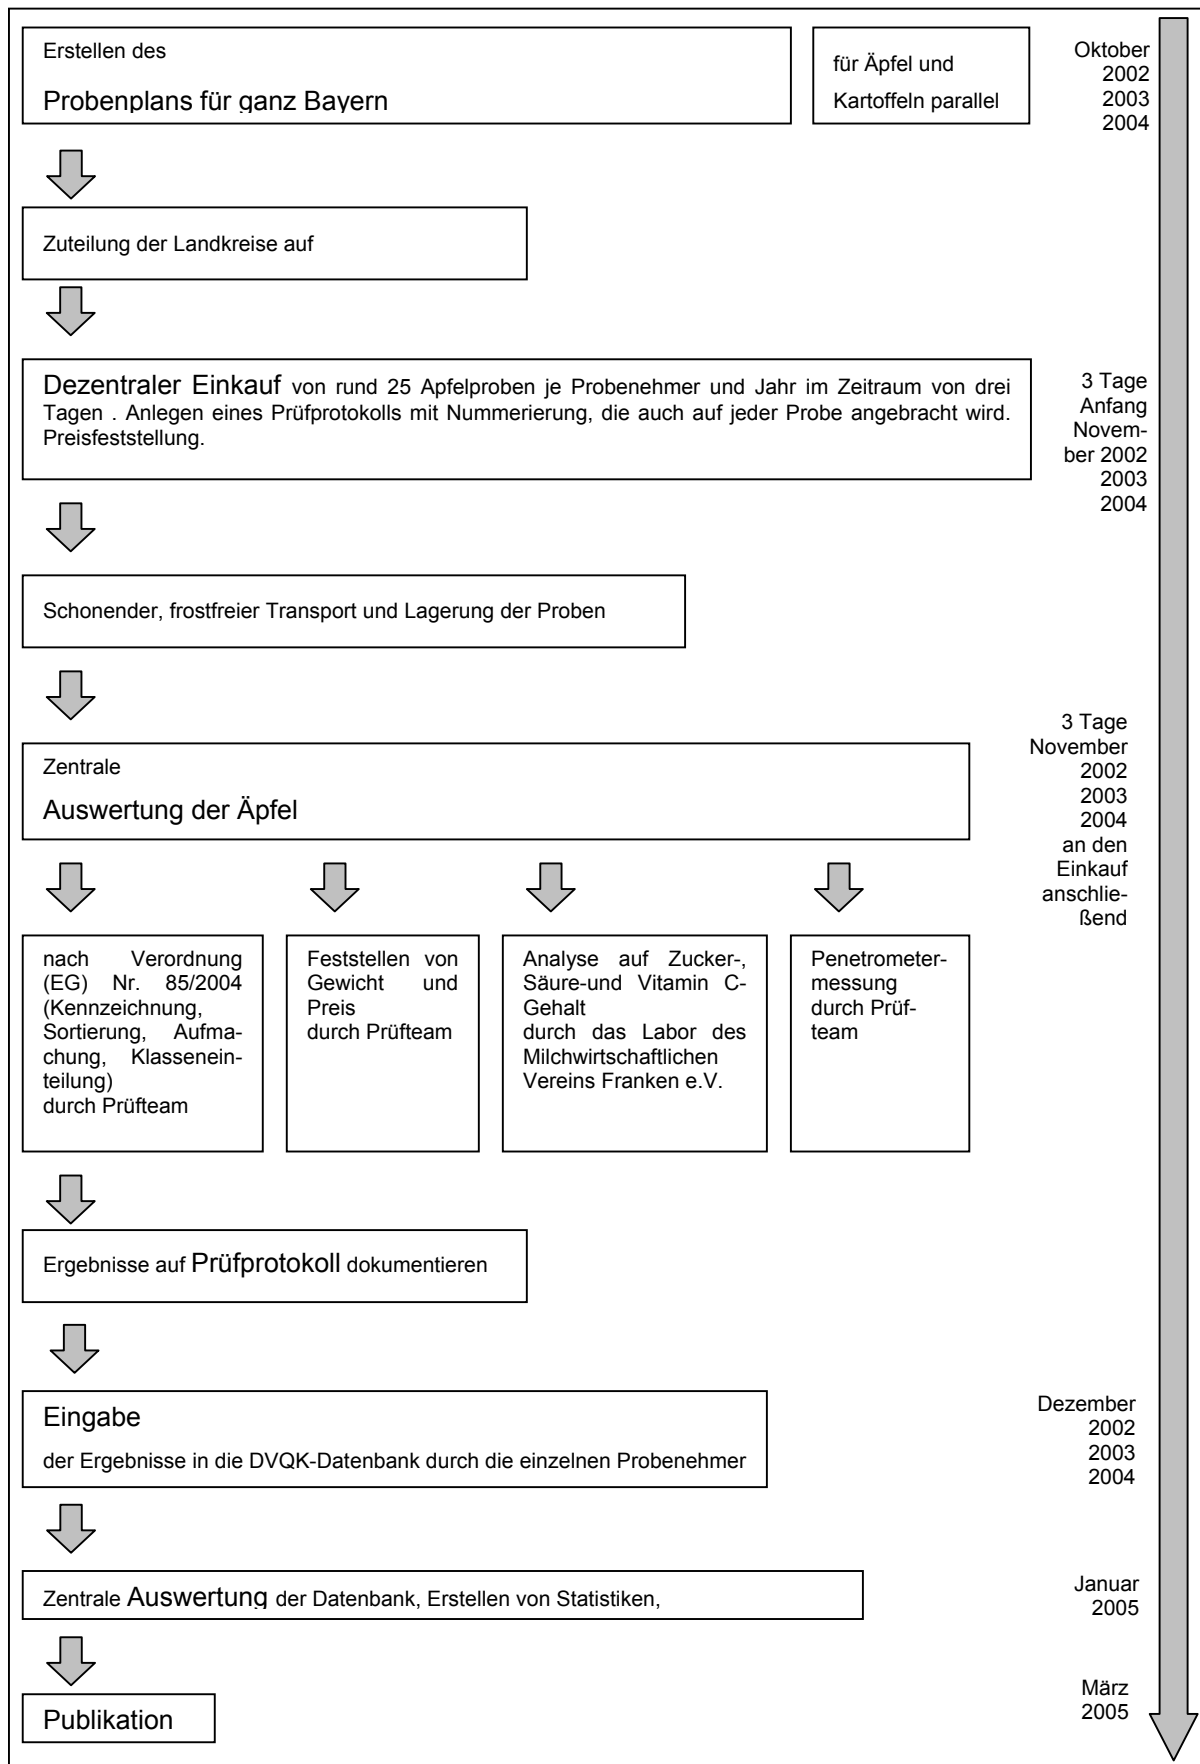 Erstellen des
Probenplans für ganz Bayern
für Äpfel und
Kartoffeln parallel
Oktober
2002
2003
2004
Zuteilung der Landkreise auf
Dezentraler Einkauf von rund 25 Apfelproben je Probenehmer und Jahr im Zeitraum von drei
Tagen . Anlegen eines Prüfprotokolls mit Nummerierung, die auch auf jeder Probe angebracht wird.
Preisfeststellung.
3 Tage
Anfang
Novem-
ber 2002
2003
2004
Schonender, frostfreier Transport und Lagerung der Proben
Zentrale
Auswertung der Äpfel
3 Tage
November
2002
2003
2004
an den
Einkauf
anschlie-
ßend
nach Verordnung
(EG) Nr. 85/2004
(Kennzeichnung,
Sortierung, Aufma-
chung, Klassenein-
teilung)
durch Prüfteam
Feststellen von
Gewicht und
Preis
durch Prüfteam
Analyse auf Zucker-,
Säure-und Vitamin C-
Gehalt
durch das Labor des
Milchwirtschaftlichen
Vereins Franken e.V.
Penetrometer-
messung
durch Prüf-
team
Ergebnisse auf Prüfprotokoll dokumentieren
Eingabe
der Ergebnisse in die DVQK-Datenbank durch die einzelnen Probenehmer
Dezember
2002
2003
2004
Zentrale Auswertung der Datenbank, Erstellen von Statistiken,
Januar
2005
Publikation
März
2005